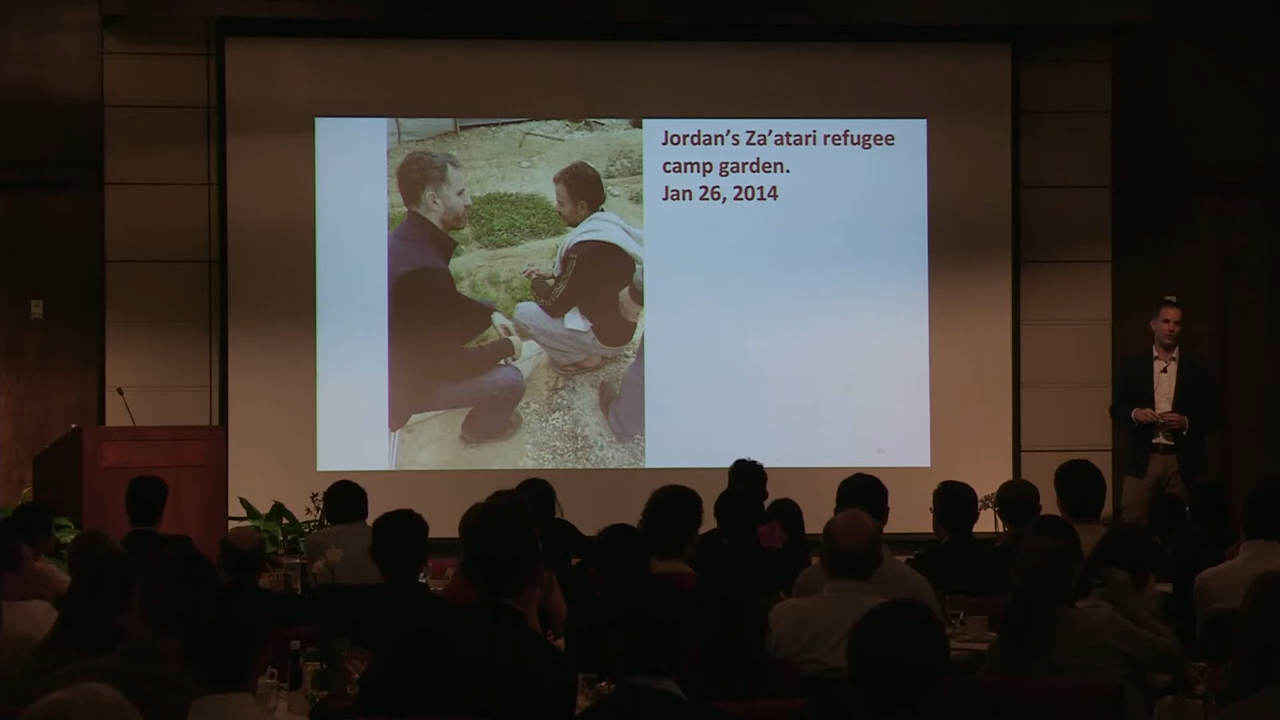 Jordan’s Za’atari refugee
camp garden.
Jan 26, 2014